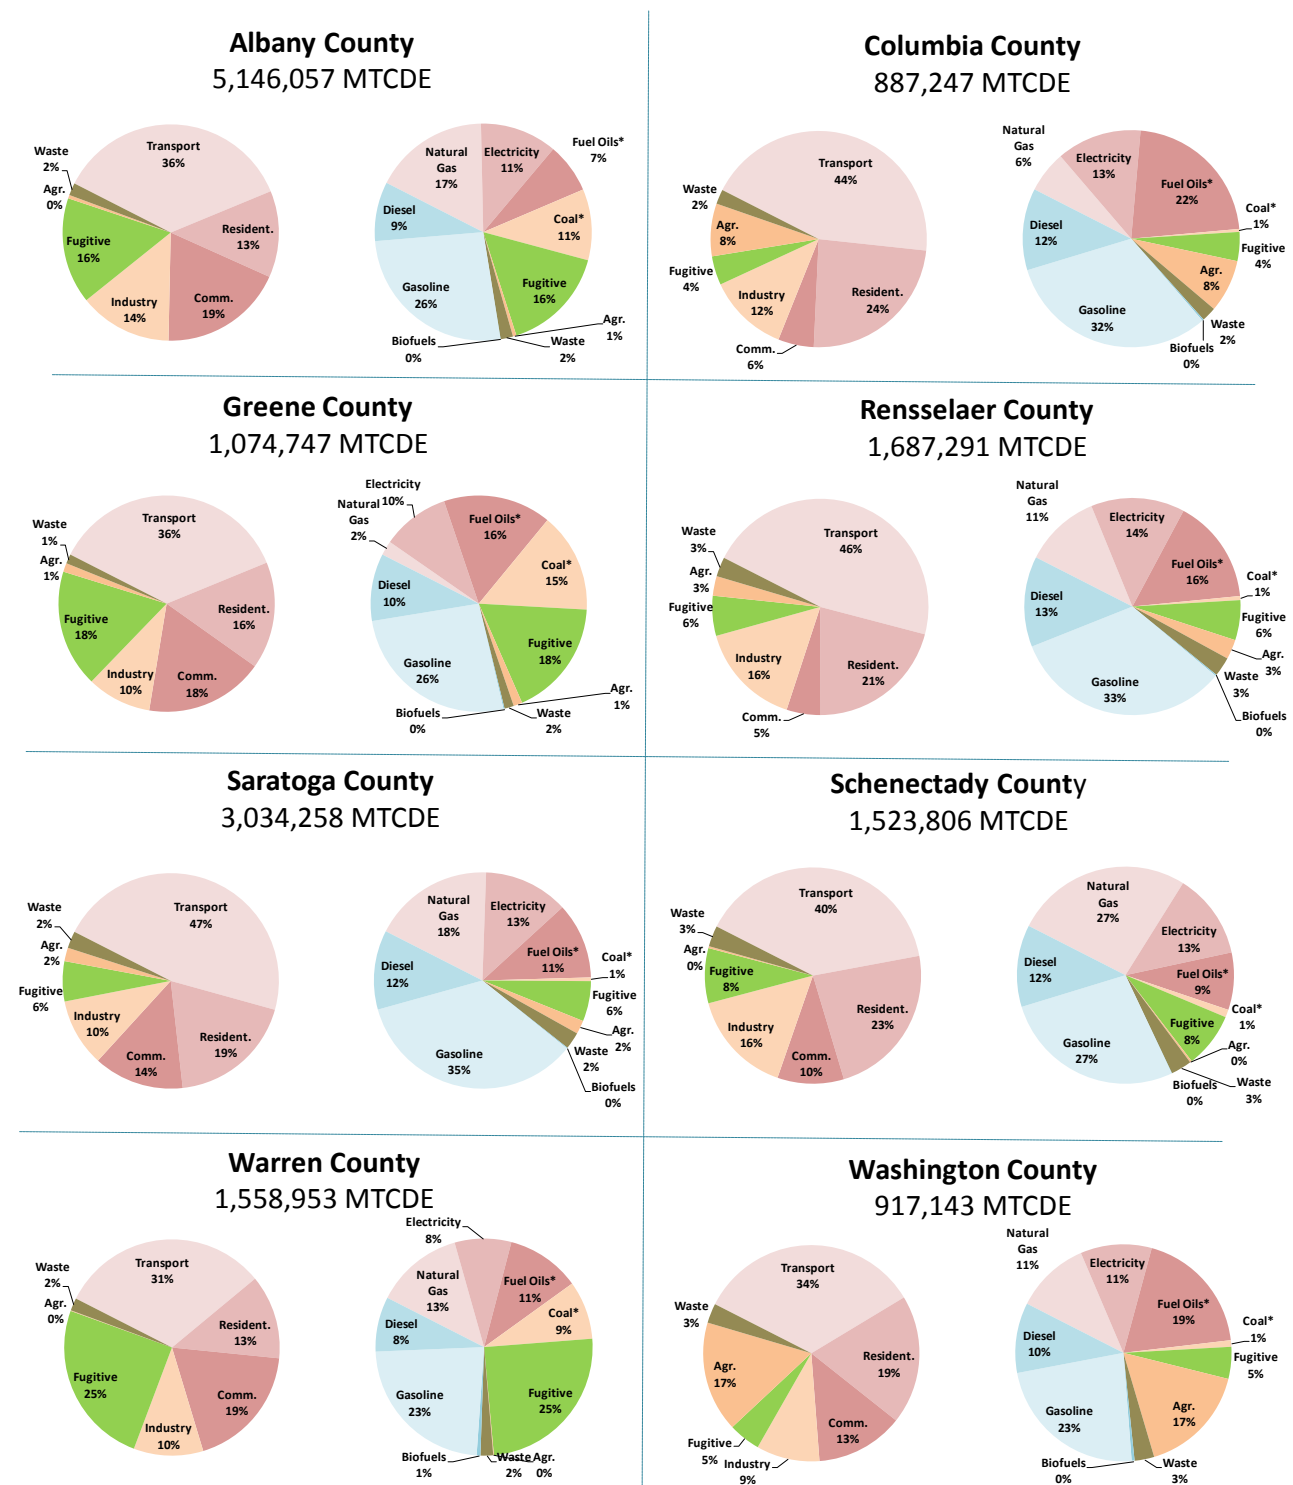 Albany County
5,146,057 MTCDE
Transport
36%
Resident.
13%
Comm.
19%
Industry
14%
Fugitive
16%
Agr.
0%
Waste
2%
Natural
Gas
17%
Electricity
11%
Fuel Oils*
7%
Coal*
11%
Fugitive
16%
Agr.
1%
Waste
2%
Biofuels
0%
Gasoline
26%
Diesel
9%
Columbia County
887,247 MTCDE
Transport
44%
Resident.
24%
Comm.
6%
Industry
12%
Fugitive
4%
Agr.
8%
Waste
2%
Natural
Gas
6%
Electricity
13%
Fuel Oils*
22%
Coal*
1%
Fugitive
4%
Agr.
8%
Waste
2%
Biofuels
0%
Gasoline
32%
Diesel
12%
Greene County
1,074,747 MTCDE
Transport
36%
Resident.
16%
Comm.
18%
Industry
10%
Fugitive
18%
Agr.
1%
Waste
1%
Natural
Gas
2%
Electricity
10%
Fuel Oils*
16%
Coal*
15%
Fugitive
18%
Agr.
1%
Waste
2%
Biofuels
0%
Gasoline
26%
Diesel
10%
Rensselaer County
1,687,291 MTCDE
Transport
46%
Resident.
21%
Comm.
5%
Industry
16%
Fugitive
6%
Agr.
3%
Waste
3%
Natural
Gas
11%
Electricity
14%
Fuel Oils*
16%
Coal*
1%
Fugitive
6%
Agr.
3%
Waste
3%
Biofuels
0%
Gasoline
33%
Diesel
13%
Saratoga County
3,034,258 MTCDE
Transport
47%
Resident.
19%
Comm.
14%
Industry
10%
Fugitive
6%
Agr.
2%
Waste
2%
Natural
Gas
18%
Electricity
13%
Fuel Oils*
11%
Coal*
1%
Fugitive
6%
Agr.
2%
Waste
2%
Biofuels
0%
Gasoline
35%
Diesel
12%
Schenectady County
1,523,806 MTCDE
Transport
40%
Resident.
23%
Comm.
10%
Industry
16%
Fugitive
8%
Agr.
0%
Waste
3%
Natural
Gas
27%
Electricity
13%
Fuel Oils*
9%
Coal*
1%
Fugitive
8%
Agr.
0%
Waste
3%
Biofuels
0%
Gasoline
27%
Diesel
12%
Warren County
1,558,953 MTCDE
Transport
31%
Resident.
13%
Comm.
19%
Industry
10%
Fugitive
25%
Agr.
0%
Waste
2%
Natural
Gas
13%
Electricity
8%
Fuel Oils*
11%
Coal*
9%
Fugitive
25%
Agr.
0%
Waste
2%
Biofuels
1%
Gasoline
23%
Diesel
8%
Washington County
917,143 MTCDE
Transport
34%
Resident.
19%
Comm.
13%
Industry
9%
Fugitive
5%
Agr.
17%
Waste
3%
Natural
Gas
11%
Electricity
11%
Fuel Oils*
19%
Coal*
1%
Fugitive
5%
Agr.
17%
Waste
3%
Biofuels
0%
Gasoline
23%
Diesel
10%